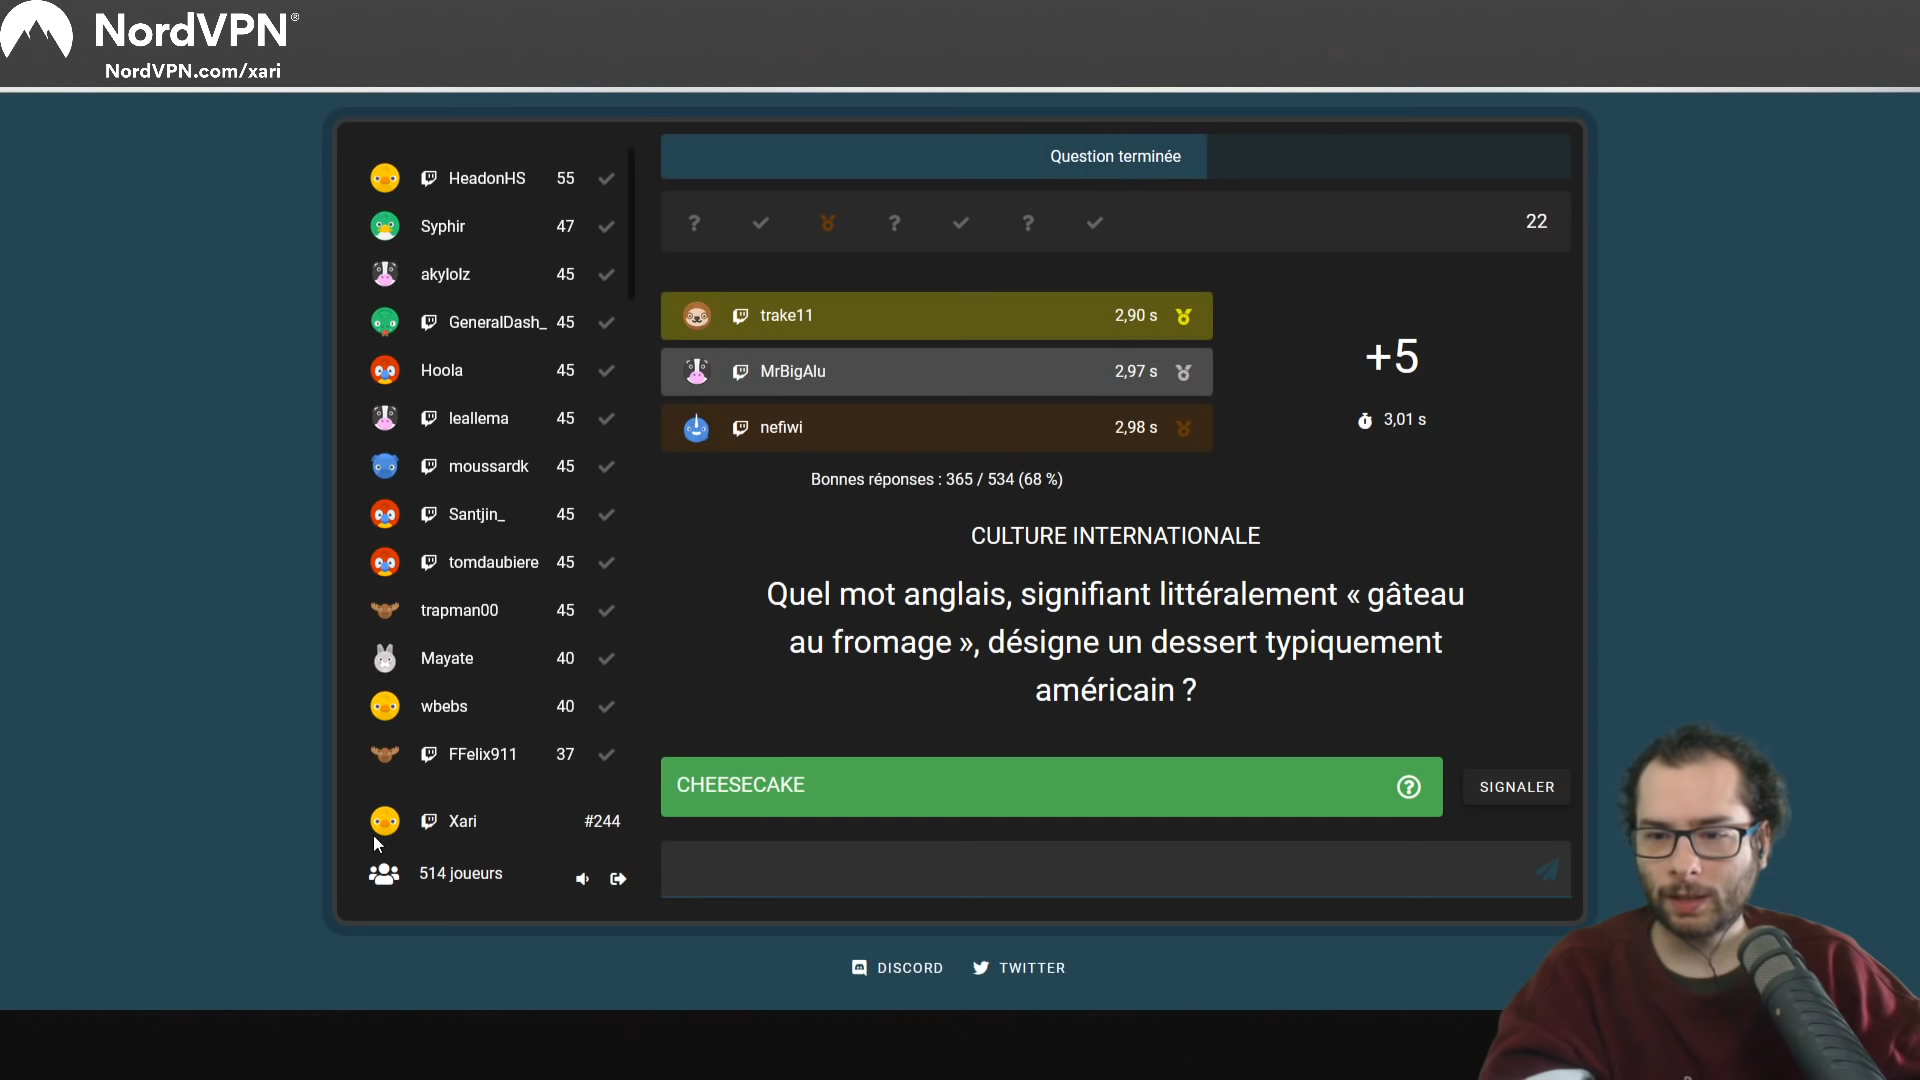 NordVPN®
NordVPN.com/xari
HeadonHS 55
Syphir 47
akylolz 45
GeneralDash_ 45
Hoola 45
leallema 45
moussardk 45
Santjin_ 45
tomdaubiere 45
trapman00 45
Mayate 40
wbebs 40
FFelix911 37
Xari #244
514 joueurs
Question terminée
22
trake11 2,90 s
MrBigAlu 2,97 s
nefiwi 2,98 s
+5
3,01 s
Bonnes réponses : 365 / 534 (68 %)
CULTURE INTERNATIONALE
Quel mot anglais, signifiant littéralement « gâteau
au fromage », désigne un dessert typiquement
américain ?
CHEESECAKE
SIGNALER
DISCORD
TWITTER